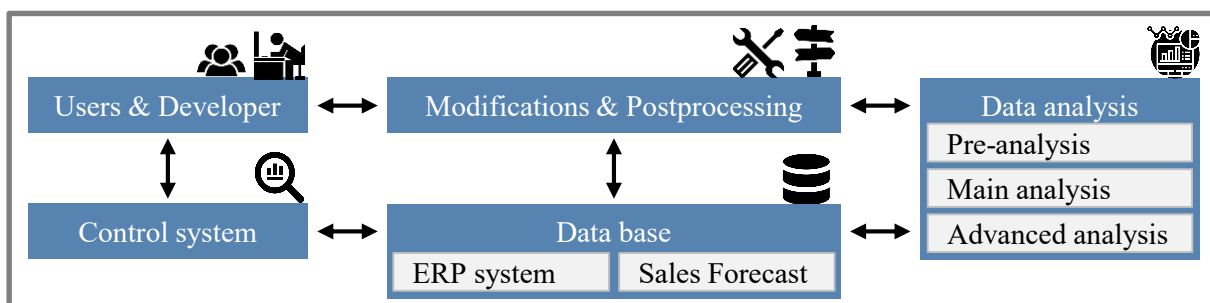 Users & Developer
Modifications & Postprocessing
Data analysis
Pre-analysis
Main analysis
Advanced analysis
Control system
Data base
ERP system
Sales Forecast